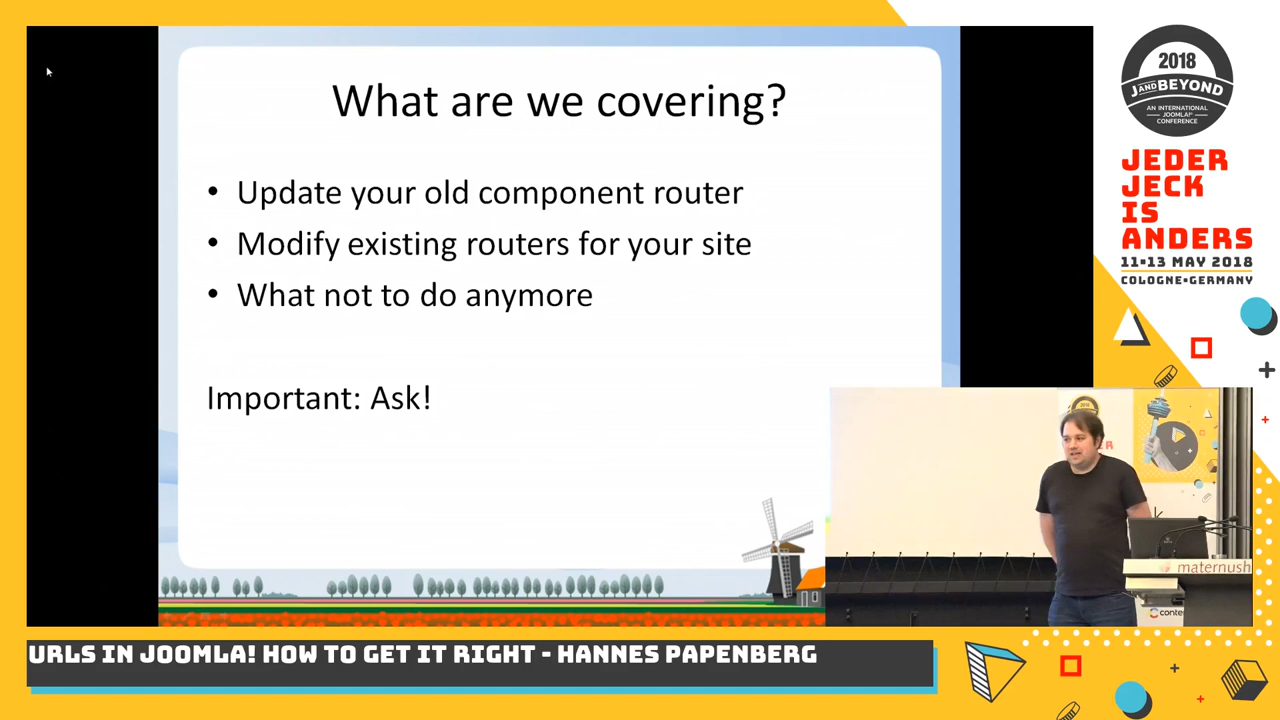 What are we covering?
• Update your old component router
• Modify existing routers for your site
• What not to do anymore
Important: Ask!
2018
JANDBEYOND
AN INTERNATIONAL
JOOMLA!
CONFERENCE
JEDER
JECK
IS
ANDERS
11-13 MAY 2018
COLOGNE•GERMANY
maternush
conte
URLS IN JOOMLA! HOW TO GET IT RIGHT - HANNES PAPENBERG